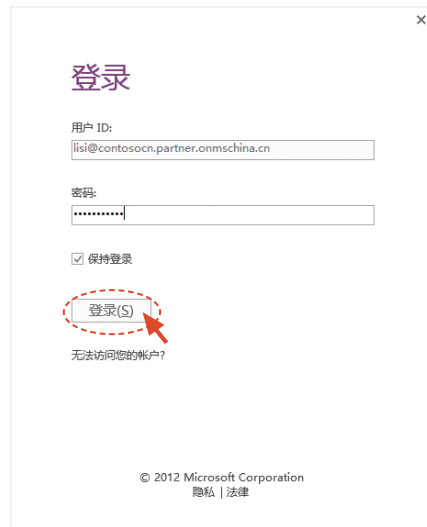 登录
用户 ID:
lisi@contosocn.partner.onmschina.cn
密码:
•••••••••••
保持登录
登录(S)
无法访问您的帐户?
© 2012 Microsoft Corporation
隐私 | 法律